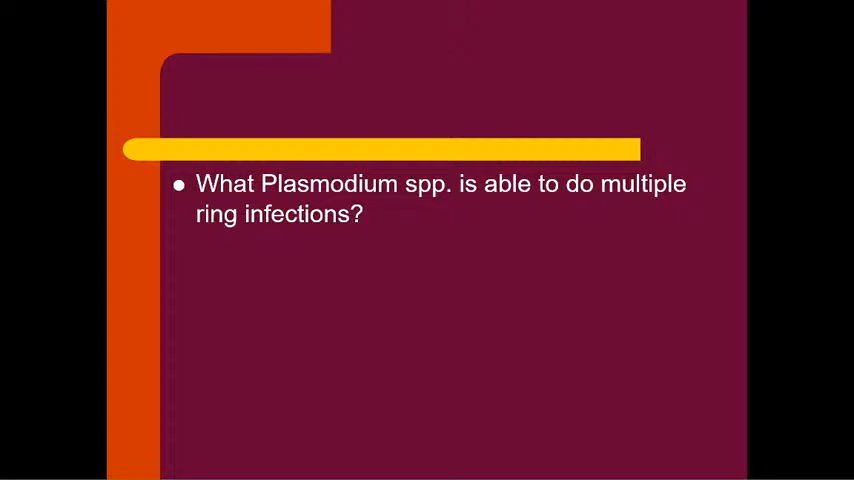 What Plasmodium spp. is able to do multiple
ring infections?